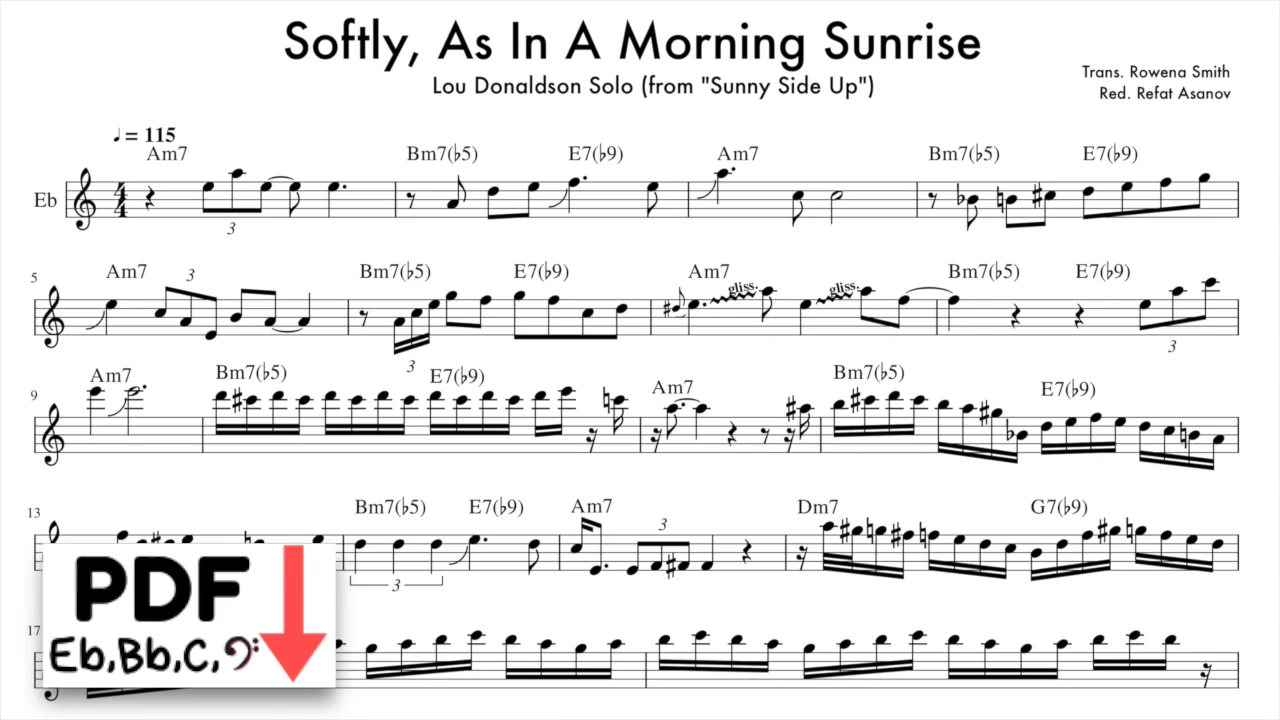 Softly, As In A Morning Sunrise
Lou Donaldson Solo (from "Sunny Side Up")
Trans. Rowena Smith
Red. Refat Asanov
♩ = 115
Am7 Bm7(♭5) E7(♭9) Am7 Bm7(♭5) E7(♭9)
Eb 4/4 3
5 Am7 3 Bm7(♭5) E7(♭9) Am7 gliss. gliss. Bm7(♭5) E7(♭9)
3 3
9 Am7 Bm7(♭5) E7(♭9) Am7 Bm7(♭5) E7(♭9)
13 Bm7(♭5) E7(♭9) Am7 3 Dm7 G7(♭9)
3
PDF
17
Eb,Bb,C,𝄢